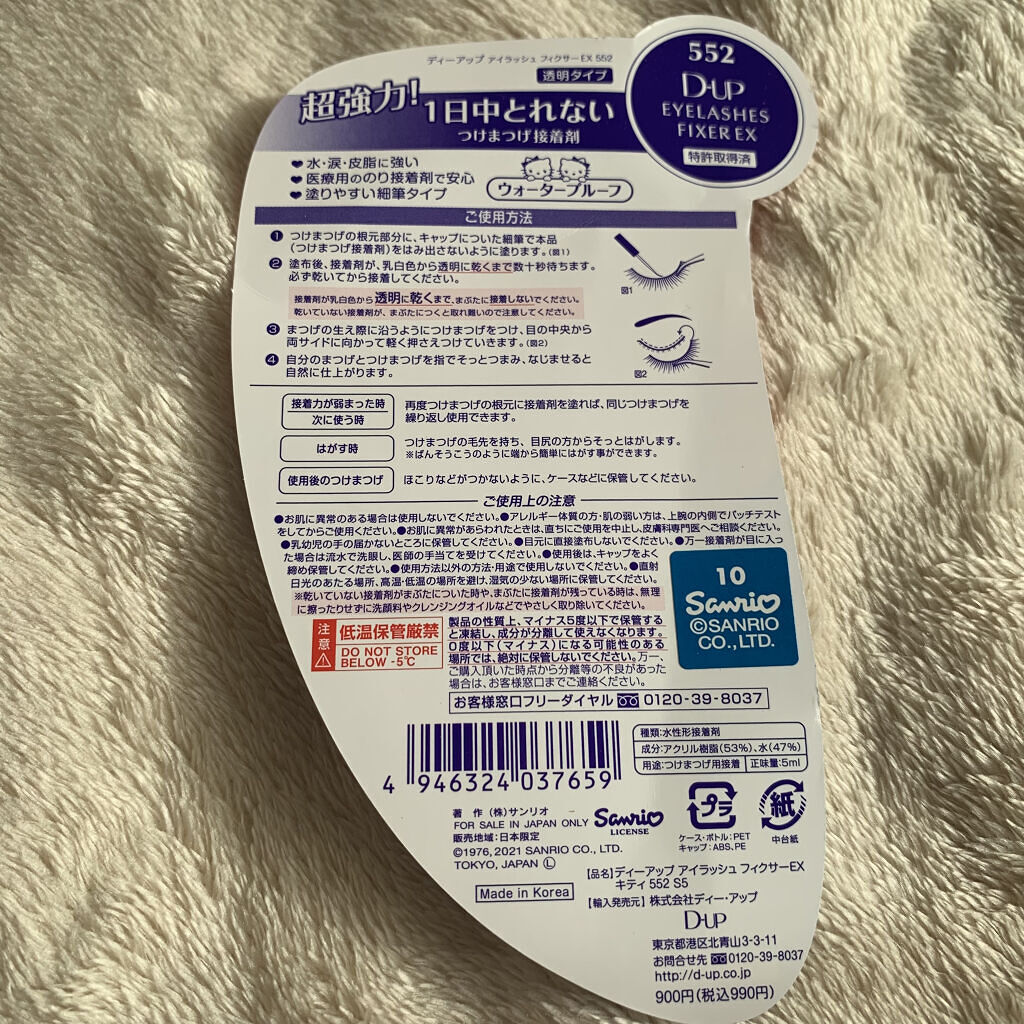 ディーアップ アイラッシュ フィクサーEX 552
透明タイプ
超強力!
1日中とれない
つけまつげ接着剤
552
D-UP
EYELASHES
FIXER EX
特許取得済
❤水・涙・皮脂に強い
❤医療用ののり接着剤で安心
❤塗りやすい細筆タイプ
ウォータープルーフ
ご使用方法
❶ つけまつげの根元部分に、キャップについた細筆で本品
(つけまつげ接着剤)をはみ出さないように塗ります。(図1)
❷ 塗布後、接着剤が、乳白色から透明に乾くまで数十秒待ちます。
必ず乾いてから接着してください。
接着剤が乳白色から透明に乾くまで、まぶたに接着しないでください。
乾いていない接着剤が、まぶたにつくと取れ難いので注意してください。
図1
❸ まつげの生え際に沿うようにつけまつげをつけ、目の中央から
両サイドに向かって軽く押さえつけていきます。(図2)
❹ 自分のまつげとつけまつげを指でそっとつまみ、なじませると
自然に仕上がります。
図2
接着力が弱まった時
次に使う時
再度つけまつげの根元に接着剤を塗れば、同じつけまつげを
繰り返し使用できます。
はがす時
つけまつげの毛先を持ち、目尻の方からそっとはがします。
※ばんそうこうのように端から簡単にはがす事ができます。
使用後のつけまつげ
ほこりなどがつかないように、ケースなどに保管してください。
ご使用上の注意
●お肌に異常のある場合は使用しないでください。●アレルギー体質の方・肌の弱い方は、上腕の内側でパッチテスト
をしてからご使用ください。●お肌に異常があらわれたときは、直ちにご使用を中止し、皮膚科専門医へご相談ください。
●乳幼児の手の届かないところに保管してください。●目元に直接塗布しないでください。●万一接着剤が目に入っ
た場合は流水で洗眼し、医師の手当てを受けてください。●使用後は、キャップをよく
締め保管してください。●使用方法以外の方法・用途で使用しないでください。●直射
日光のあたる場所、高温・低温の場所を避け、湿気の少ない場所に保管してください。
※乾いていない接着剤がまぶたについた時や、まぶたに接着剤が残っている時は、無理
に擦ったりせずに洗顔料やクレンジングオイルなどでやさしく取り除いてください。
10
Sanrio
©SANRIO
CO.,LTD.
注意
低温保管厳禁
DO NOT STORE
BELOW -5℃
製品の性質上、マイナス5度以下で保管する
と凍結し、成分が分離して使えなくなります。
0度以下(マイナス)になる可能性のある
場所では、絶対に保管しないでください。万一、
ご購入頂いた時点から分離等の不良があった
場合は、お客様窓口までご連絡ください。
お客様窓口フリーダイヤル 0120-39-8037
4 946324 037659
種類:水性形接着剤
成分:アクリル樹脂(53%)、水(47%)
用途:つけまつげ用接着 正味量:5ml
著 作 (株)サンリオ
FOR SALE IN JAPAN ONLY
販売地域:日本限定
©1976, 2021 SANRIO CO., LTD.
TOKYO, JAPAN Ⓛ
Sanrio
LICENSE
プラ
ケース・ボトル:PET
キャップ:ABS、PE
紙
中台紙
Made in Korea
【品名】ディーアップ アイラッシュ フィクサーEX
キティ 552 S5
【輸入発売元】 株式会社ディー・アップ
D-UP
東京都港区北青山3-3-11
お問合せ先 0120-39-8037
http://d-up.co.jp
900円(税込990円)